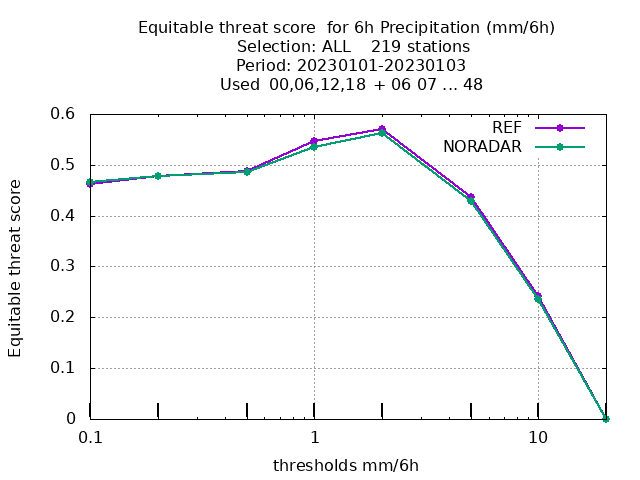 Equitable threat score  for 6h Precipitation (mm/6h)
Selection: ALL    219 stations
Period: 20230101-20230103
Used  00,06,12,18  + 06 07 ... 48
REF
NORADAR
0.6
0.5
0.4
0.3
0.2
0.1
0
Equitable threat score
0.1
1
10
thresholds mm/6h